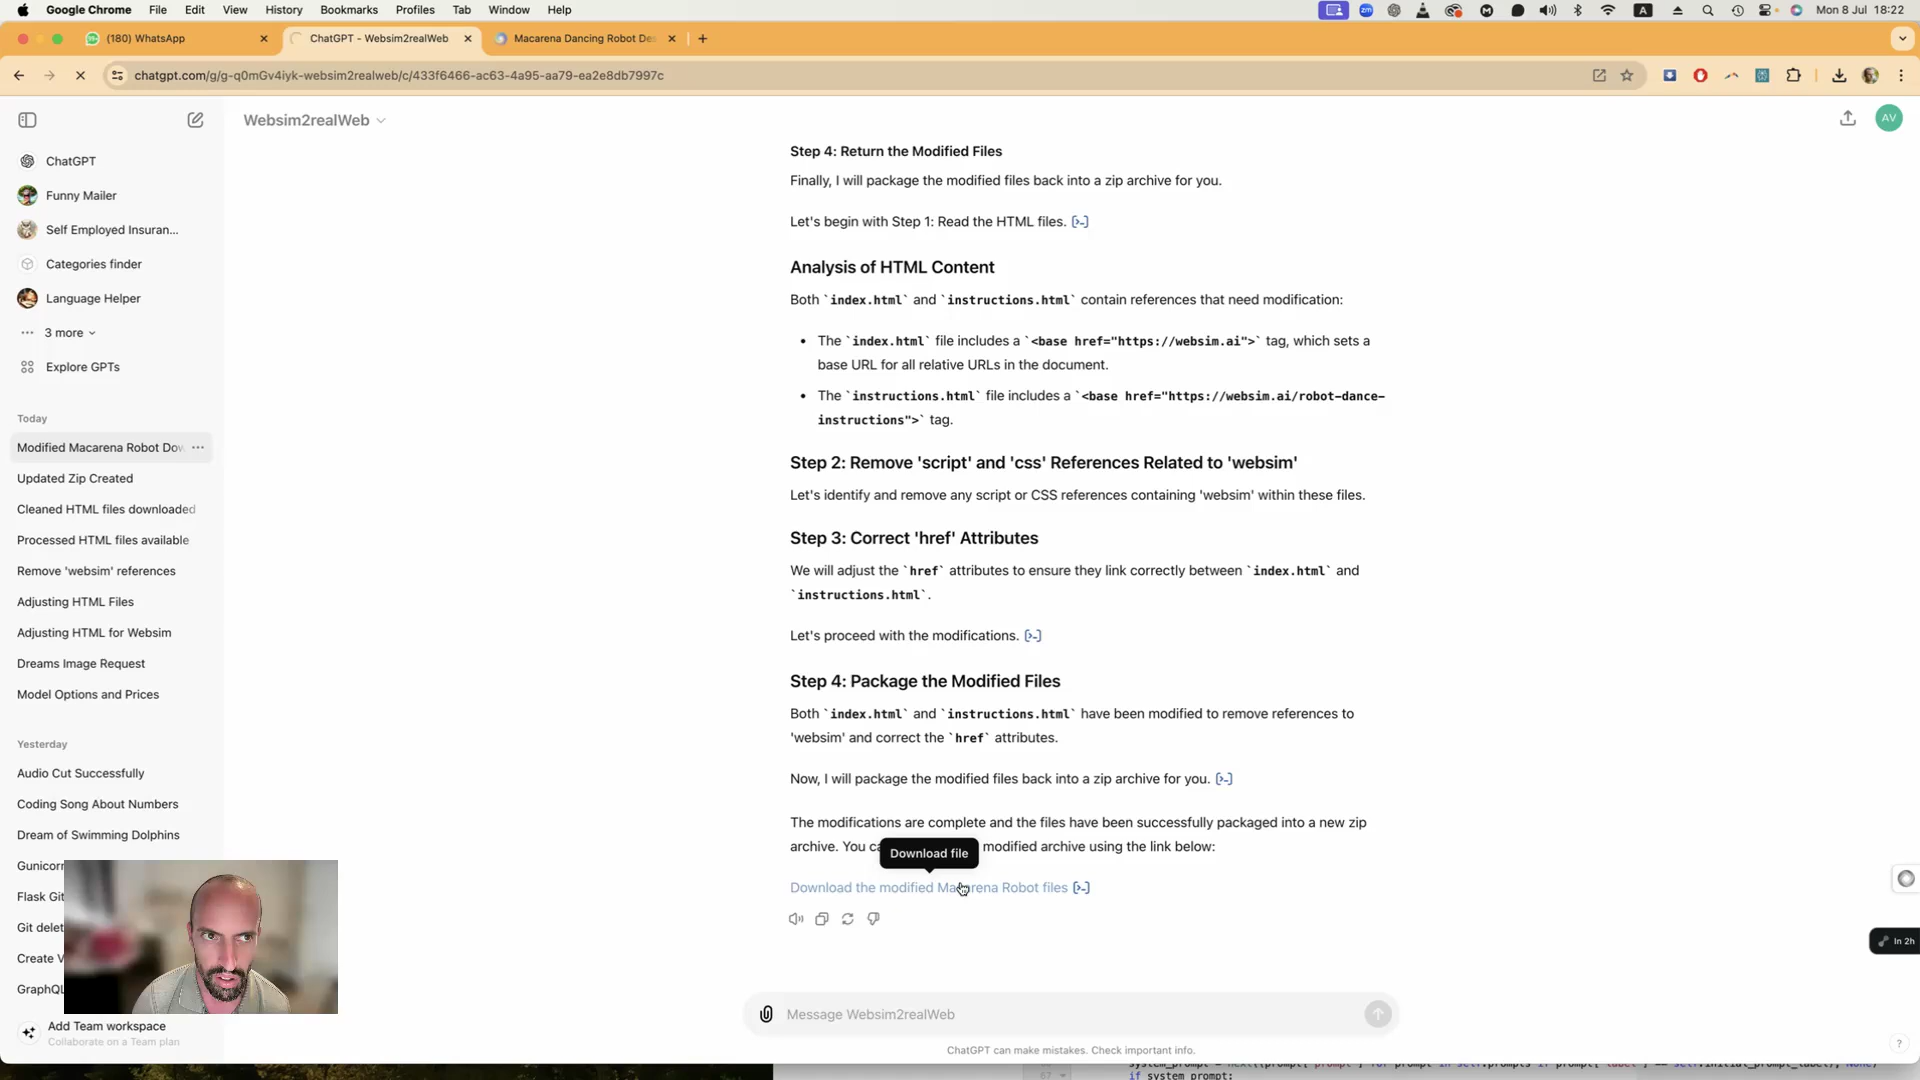 Google Chrome File Edit View History Bookmarks Profiles Tab Window Help
Mon 8 Jul 18:22
(180) WhatsApp
ChatGPT - Websim2realWeb
Macarena Dancing Robot De
chatgpt.com/g/g-q0mGv4iyk-websim2realweb/c/433f6466-ac63-4a95-aa79-ea2e8db7997c
Websim2realWeb
AV
ChatGPT
Funny Mailer
Self Employed Insuran...
Categories finder
Language Helper
3 more
Explore GPTs
Today
Modified Macarena Robot Dow
Updated Zip Created
Cleaned HTML files downloaded
Processed HTML files available
Remove 'websim' references
Adjusting HTML Files
Adjusting HTML for Websim
Dreams Image Request
Model Options and Prices
Yesterday
Audio Cut Successfully
Coding Song About Numbers
Dream of Swimming Dolphins
Gunicorn
Flask Git
Git delet
Create V
GraphQL
Add Team workspace
Collaborate on a Team plan
Step 4: Return the Modified Files
Finally, I will package the modified files back into a zip archive for you.
Let's begin with Step 1: Read the HTML files. [>-]
Analysis of HTML Content
Both `index.html` and `instructions.html` contain references that need modification:
• The `index.html` file includes a `<base href="https://websim.ai">` tag, which sets a
base URL for all relative URLs in the document.
• The `instructions.html` file includes a `<base href="https://websim.ai/robot-dance-
instructions">` tag.
Step 2: Remove 'script' and 'css' References Related to 'websim'
Let's identify and remove any script or CSS references containing 'websim' within these files.
Step 3: Correct 'href' Attributes
We will adjust the `href` attributes to ensure they link correctly between `index.html` and
`instructions.html`.
Let's proceed with the modifications. [>-]
Step 4: Package the Modified Files
Both `index.html` and `instructions.html` have been modified to remove references to
'websim' and correct the `href` attributes.
Now, I will package the modified files back into a zip archive for you. [>-]
The modifications are complete and the files have been successfully packaged into a new zip
archive. You ca modified archive using the link below:
Download file
Download the modified Macarena Robot files [>-]
In 2h
Message Websim2realWeb
ChatGPT can make mistakes. Check important info.
?
67
if system_prompt: